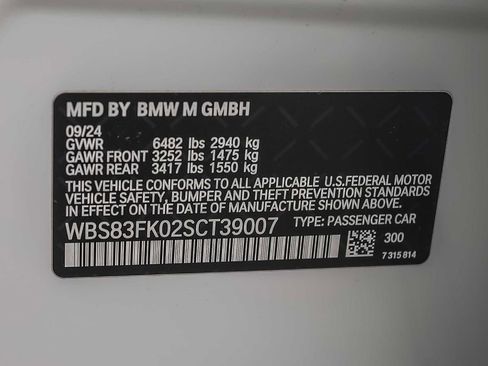 MFD BY BMW M GMBH
09/24
GVWR 6482 lbs 2940 kg
GAWR FRONT 3252 lbs 1475 kg
GAWR REAR 3417 lbs 1550 kg
THIS VEHICLE CONFORMS TO ALL APPLICABLE U.S.FEDERAL MOTOR
VEHICLE SAFETY, BUMPER AND THEFT PREVENTION STANDARDS
IN EFFECT ON THE DATE OF MANUFACTURE SHOWN ABOVE.
WBS83FK02SCT39007 TYPE: PASSENGER CAR
300
7 315 814